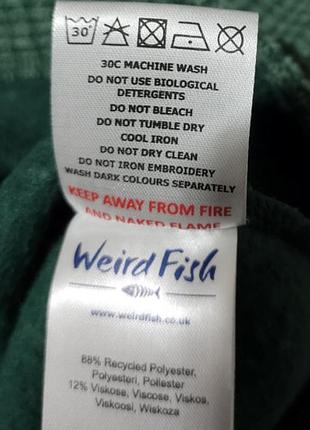 30°
30C MACHINE WASH
DO NOT USE BIOLOGICAL
DETERGENTS
DO NOT BLEACH
DO NOT TUMBLE DRY
COOL IRON
DO NOT DRY CLEAN
DO NOT IRON EMBROIDERY
WASH DARK COLOURS SEPARATELY
KEEP AWAY FROM FIRE
AND NAKED FLAME
Weird Fish
www.weirdfish.co.uk
88% Recycled Polyester,
Polyesteri, Poliester
12% Viskose, Viscose, Viskos,
Viskoosi, Wiskoza